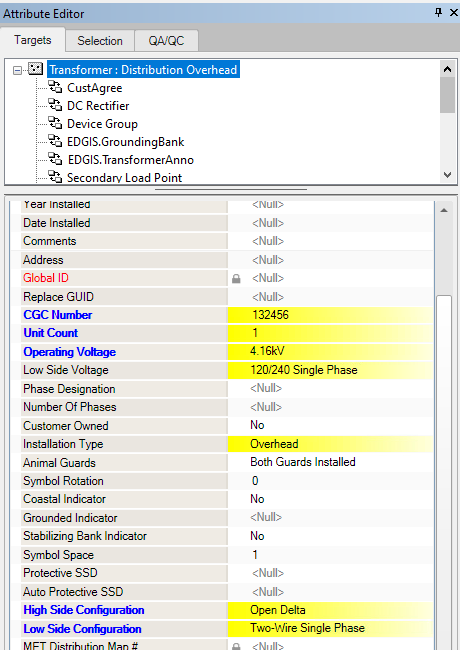 Attribute Editor
Targets Selection QA/QC
Transformer : Distribution Overhead
CustAgree
DC Rectifier
Device Group
EDGIS.GroundingBank
EDGIS.TransformerAnno
Secondary Load Point
Year Installed <Null>
Date Installed <Null>
Comments <Null>
Address <Null>
Global ID <Null>
Replace GUID <Null>
CGC Number 132456
Unit Count 1
Operating Voltage 4.16kV
Low Side Voltage 120/240 Single Phase
Phase Designation <Null>
Number Of Phases <Null>
Customer Owned No
Installation Type Overhead
Animal Guards Both Guards Installed
Symbol Rotation 0
Coastal Indicator No
Grounded Indicator <Null>
Stabilizing Bank Indicator No
Symbol Space 1
Protective SSD <Null>
Auto Protective SSD <Null>
High Side Configuration Open Delta
Low Side Configuration Two-Wire Single Phase
MET Distribution Map # <Null>